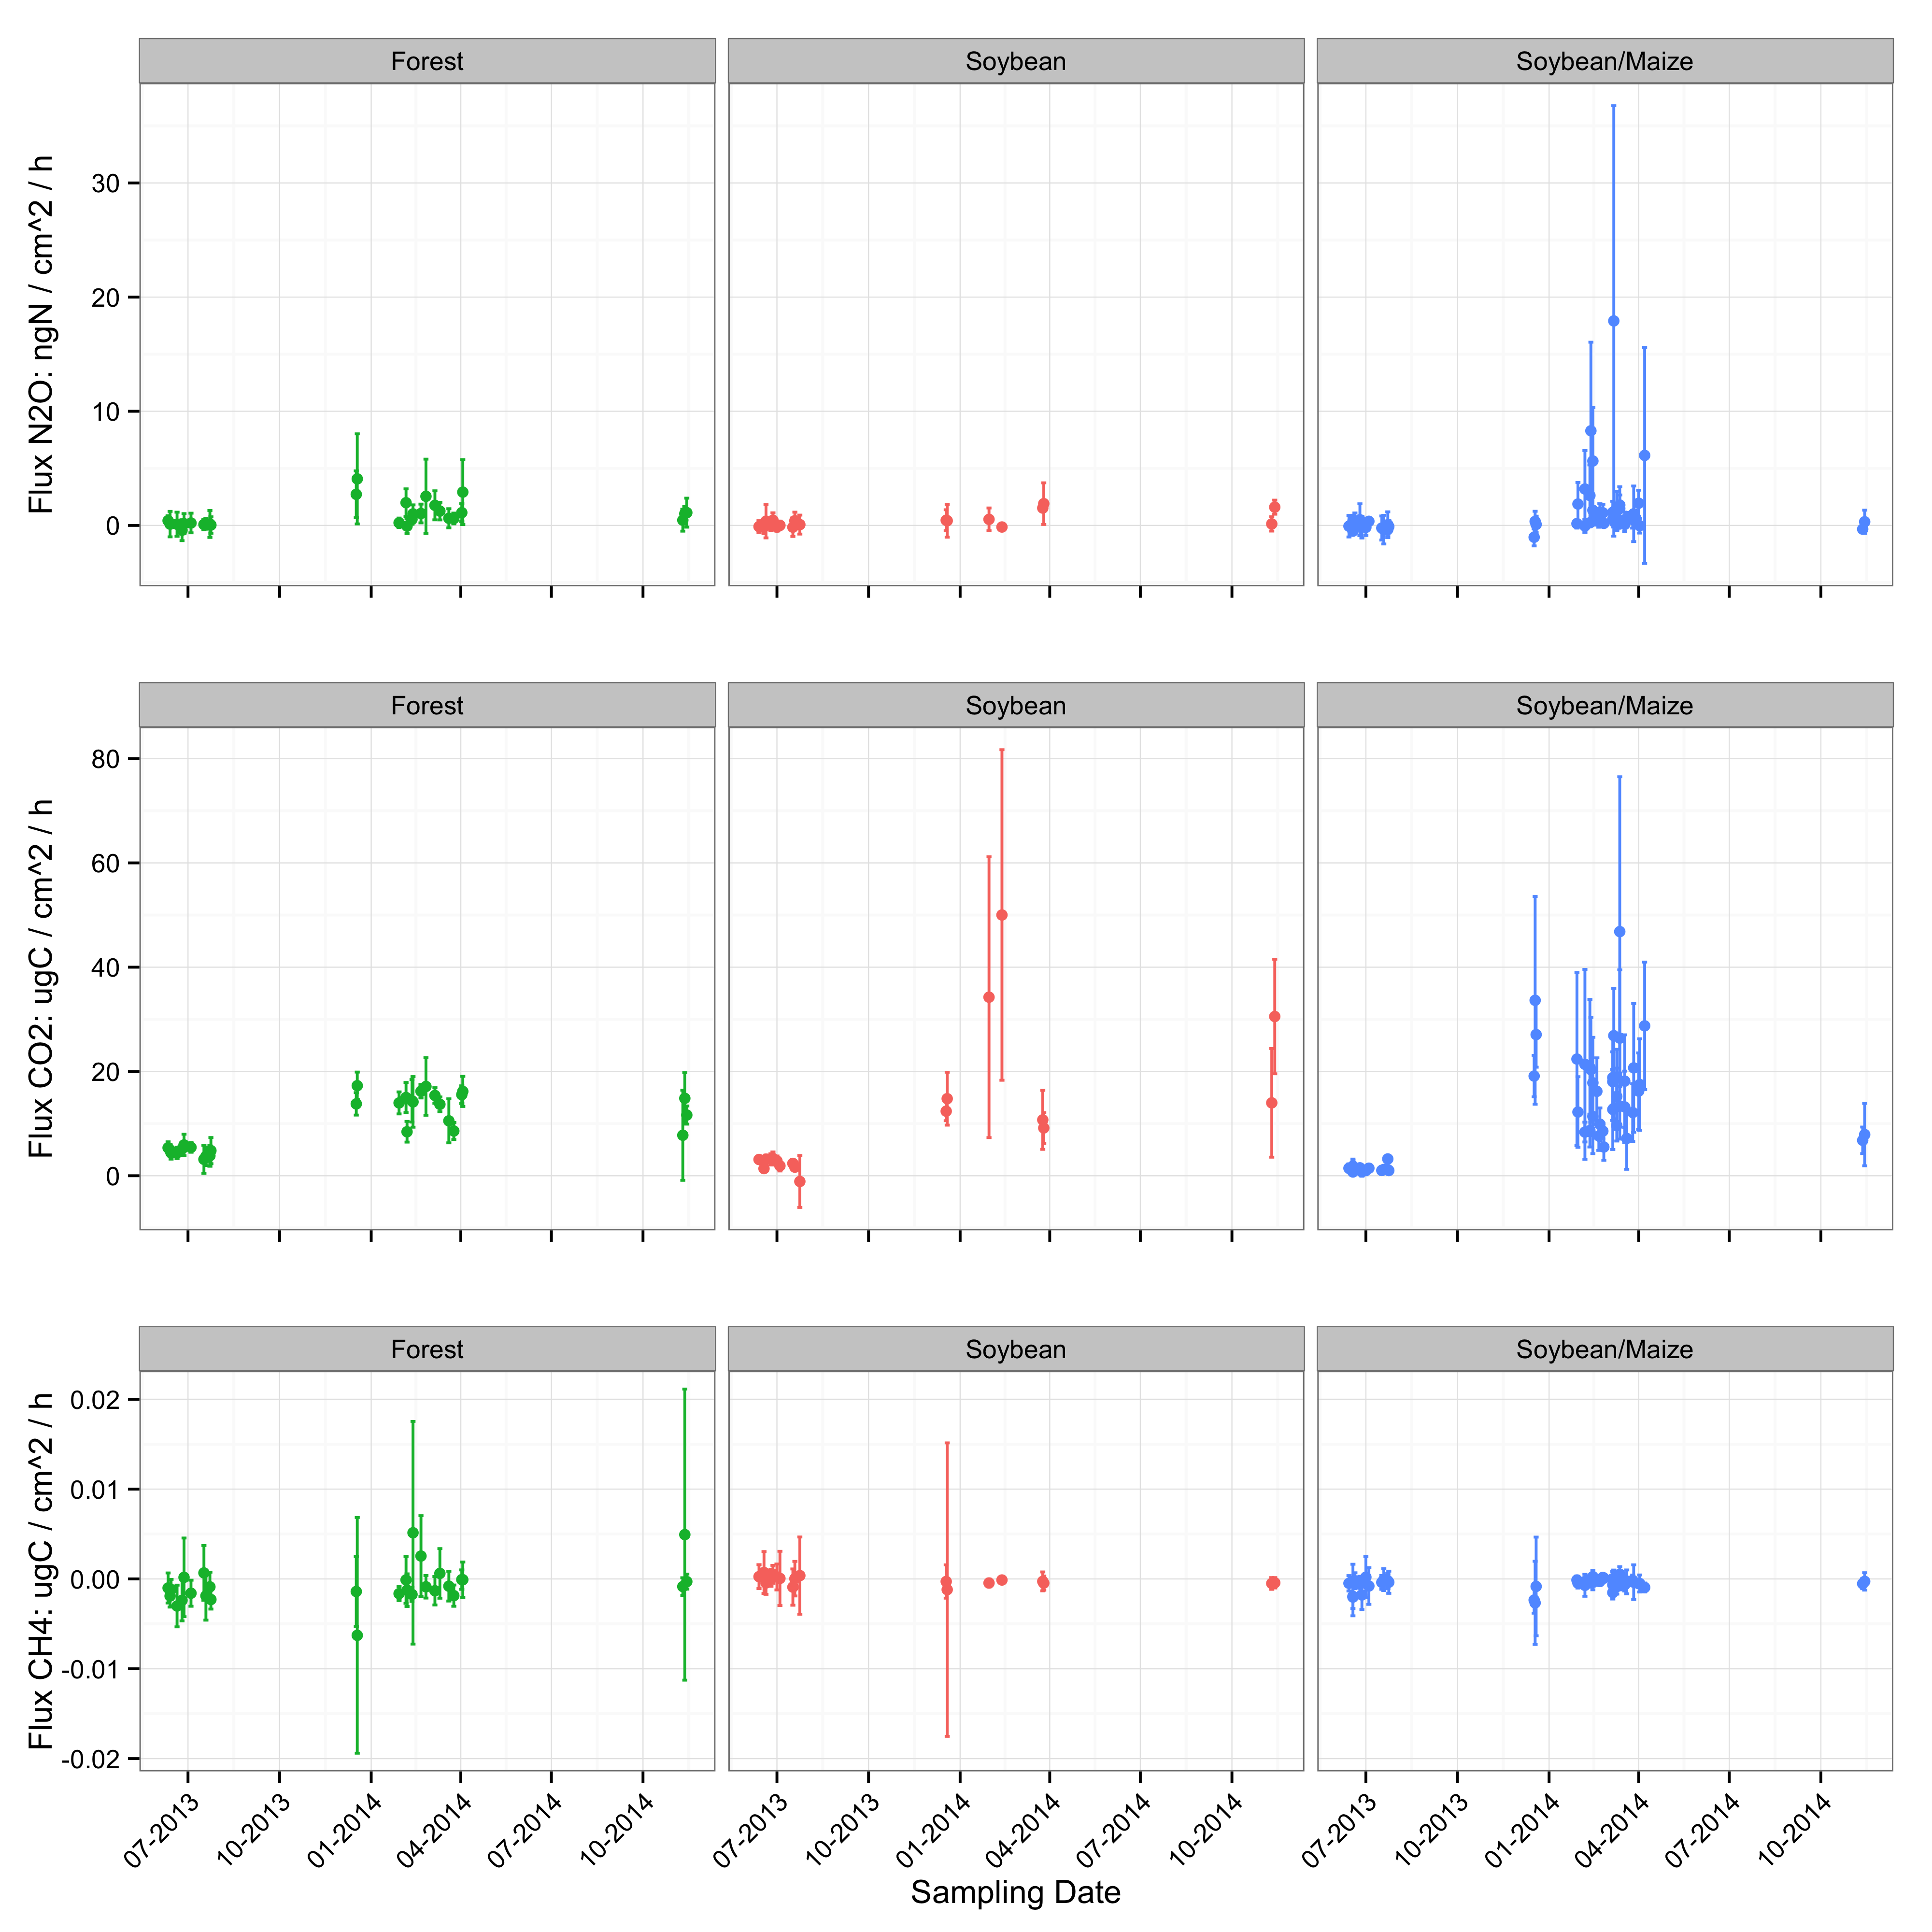 Forest Soybean Soybean/Maize
Flux N2O: ngN / cm^2 / h
30
20
10
0
Forest Soybean Soybean/Maize
Flux CO2: ugC / cm^2 / h
80
60
40
20
0
Forest Soybean Soybean/Maize
Flux CH4: ugC / cm^2 / h
0.02
0.01
0.00
-0.01
-0.02
07-2013 10-2013 01-2014 04-2014 07-2014 10-2014 07-2013 10-2013 01-2014 04-2014 07-2014 10-2014 07-2013 10-2013 01-2014 04-2014 07-2014 10-2014
Sampling Date